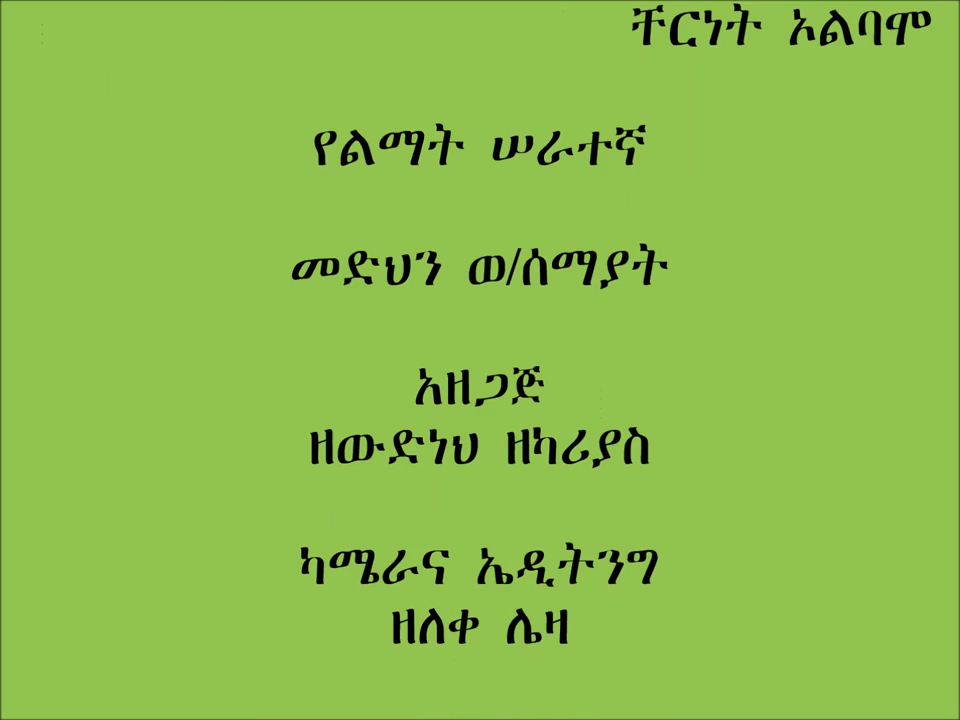 ቸርነት ኦልባሞ
የልማት ሠራተኛ
መድህን ወ/ሰማያት
አዘጋጅ
ዘውድነህ ዘካሪያስ
ካሜራና ኤዲትንግ
ዘለቀ ሌዛ